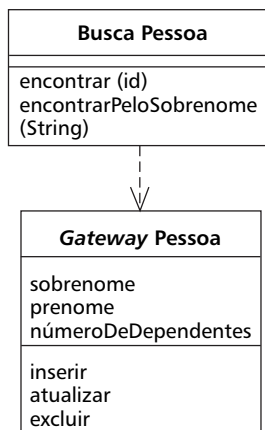 Busca Pessoa
encontrar (id)
encontrarPeloSobrenome
(String)
Gateway Pessoa
sobrenome
prenome
númeroDeDependentes
inserir
atualizar
excluir